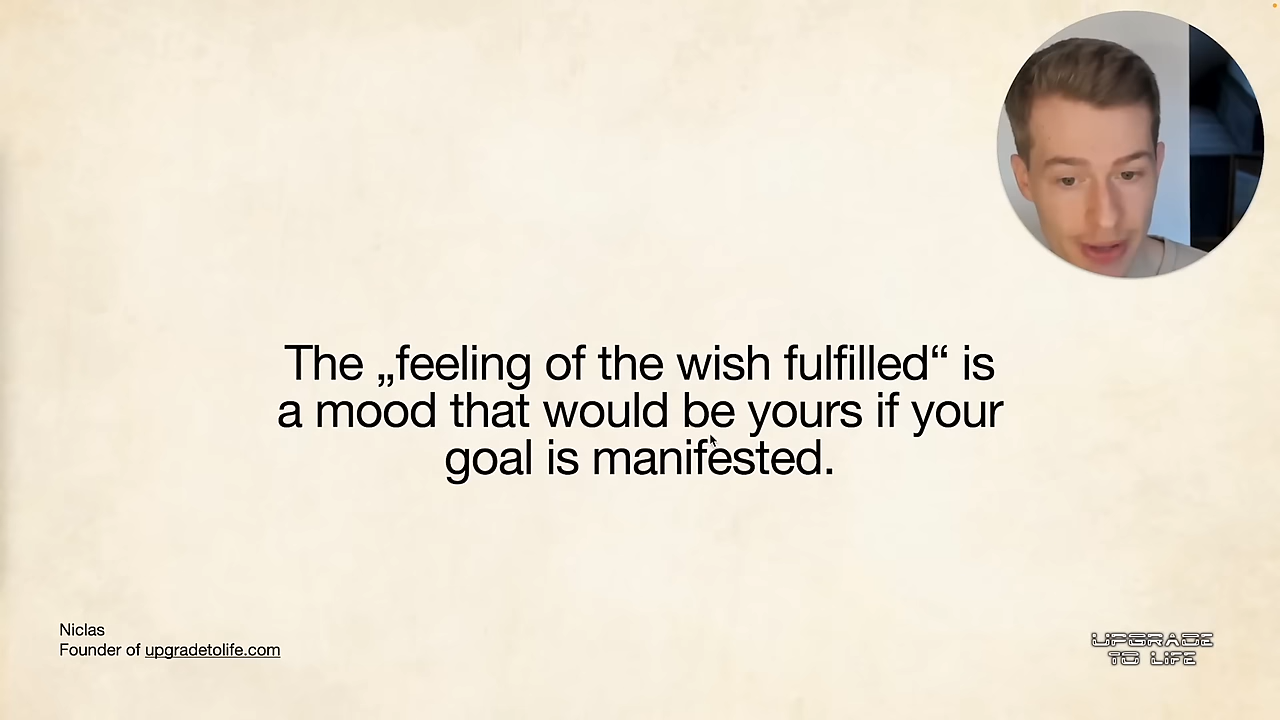 The „feeling of the wish fulfilled“ is
a mood that would be yours if your
goal is manifested.
Niclas
Founder of upgradetolife.com
UPGRADE
TO LIFE